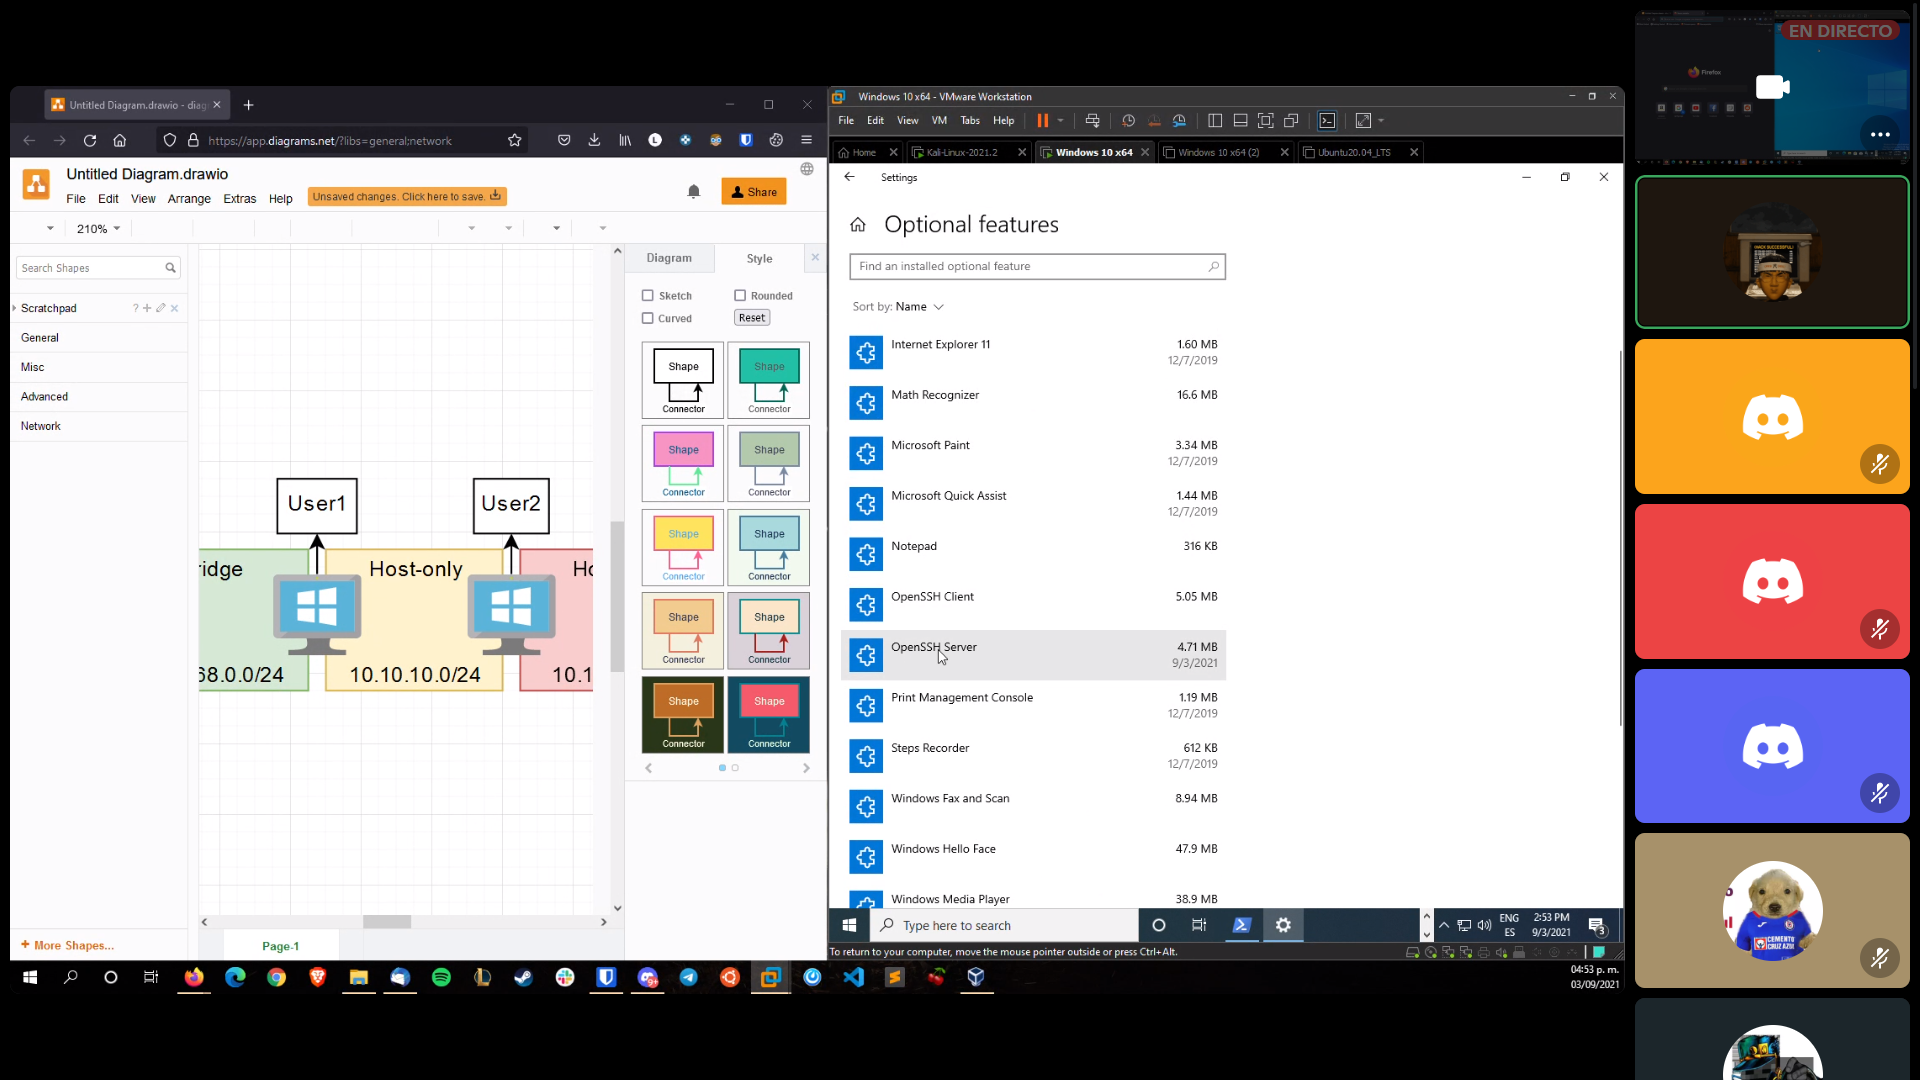 Untitled Diagram.drawio - diag
https://app.diagrams.net/?libs=general;network
Untitled Diagram.drawio
File Edit View Arrange Extras Help
Unsaved changes. Click here to save.
Share
210%
Search Shapes
Scratchpad
General
Misc
Advanced
Network
User1
User2
ridge
Host-only
Ho
68.0.0/24
10.10.10.0/24
10.1
Diagram
Style
Sketch
Rounded
Curved
Reset
Shape
Connector
Shape
Connector
Shape
Connector
Shape
Connector
Shape
Connector
Shape
Connector
Shape
Connector
Shape
Connector
Shape
Connector
Shape
Connector
+ More Shapes...
Page-1
Windows 10 x64 - VMware Workstation
File Edit View VM Tabs Help
Home
Kali-Linux-2021.2
Windows 10 x64
Windows 10 x64 (2)
Ubuntu20.04_LTS
Settings
Optional features
Find an installed optional feature
Sort by: Name
Internet Explorer 11
1.60 MB
12/7/2019
Math Recognizer
16.6 MB
Microsoft Paint
3.34 MB
12/7/2019
Microsoft Quick Assist
1.44 MB
12/7/2019
Notepad
316 KB
OpenSSH Client
5.05 MB
OpenSSH Server
4.71 MB
9/3/2021
Print Management Console
1.19 MB
12/7/2019
Steps Recorder
612 KB
12/7/2019
Windows Fax and Scan
8.94 MB
Windows Hello Face
47.9 MB
Windows Media Player
38.9 MB
Type here to search
ENG
ES
2:53 PM
9/3/2021
3
To return to your computer, move the mouse pointer outside or press Ctrl+Alt.
04:53 p. m.
03/09/2021
EN DIRECTO
Firefox
CEMENTO
CRUZ AZUL